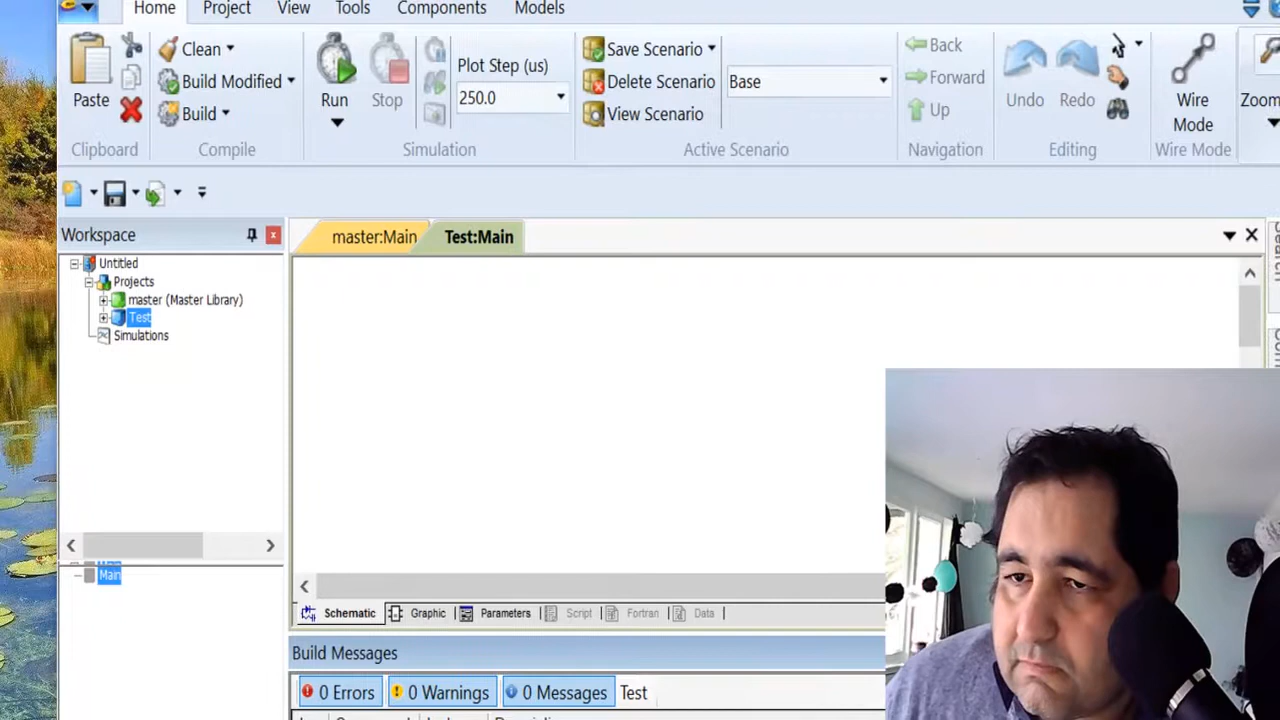 Home Project View Tools Components Models
Paste
Clean
Build Modified
Build
Run
Stop
Plot Step (us)
250.0
Save Scenario
Delete Scenario
View Scenario
Base
Back
Forward
Up
Undo
Redo
Wire
Mode
Zoom
Clipboard Compile Simulation Active Scenario Navigation Editing Wire Mode
Workspace
master:Main Test:Main
Untitled
Projects
master (Master Library)
Test
Simulations
Main
Schematic Graphic Parameters Script Fortran Data
Build Messages
0 Errors 0 Warnings 0 Messages Test